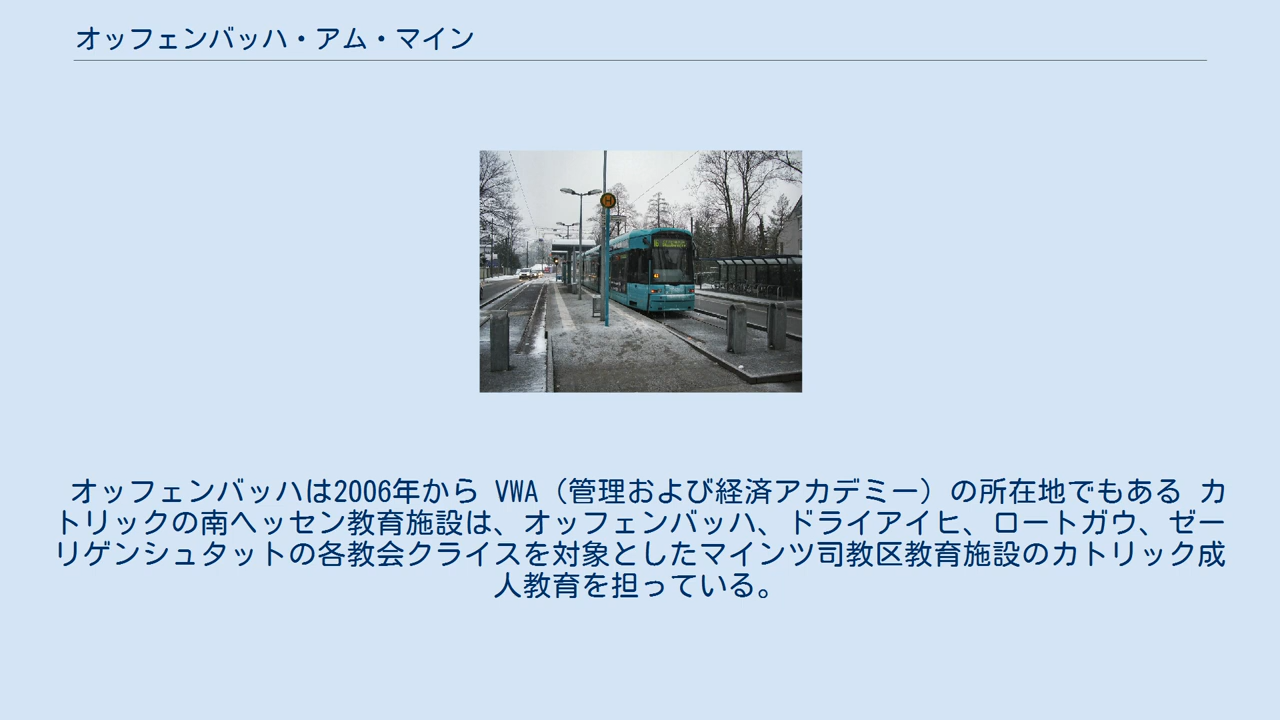 オッフェンバッハ・アム・マイン
H
オッフェンバッハは2006年から VWA（管理および経済アカデミー）の所在地でもある カ
トリックの南ヘッセン教育施設は、オッフェンバッハ、ドライアイヒ、ロートガウ、ゼー
リゲンシュタットの各教会クライスを対象としたマインツ司教区教育施設のカトリック成
人教育を担っている。